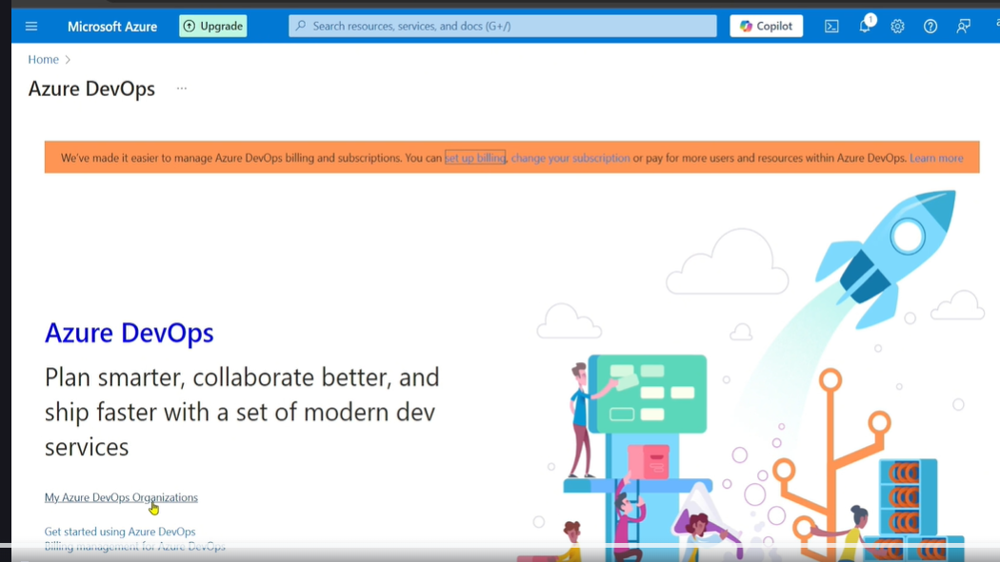 Microsoft Azure
Upgrade
Search resources, services, and docs (G+/)
Copilot
1
Home
Azure DevOps
...
We've made it easier to manage Azure DevOps billing and subscriptions. You can set up billing, change your subscription or pay for more users and resources within Azure DevOps. Learn more
Azure DevOps
Plan smarter, collaborate better, and
ship faster with a set of modern dev
services
My Azure DevOps Organizations
Get started using Azure DevOps
Billing management for Azure DevOps